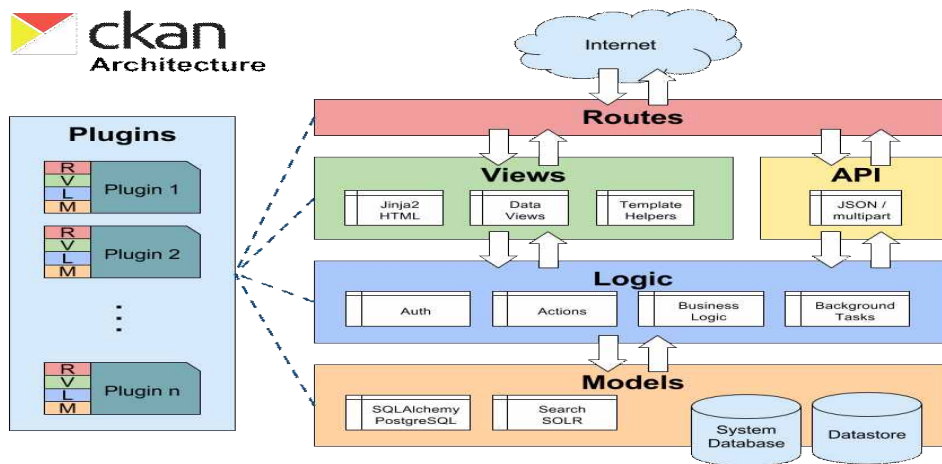 ckan
Architecture
Internet
Plugins
R
V
L
M
Plugin 1
R
V
L
M
Plugin 2
R
V
L
M
Plugin n
Routes
Views
Jinja2
HTML
Data
Views
Template
Helpers
API
JSON /
multipart
Logic
Auth
Actions
Business
Logic
Background
Tasks
Models
SQLAlchemy
PostgreSQL
Search
SOLR
System
Database
Datastore